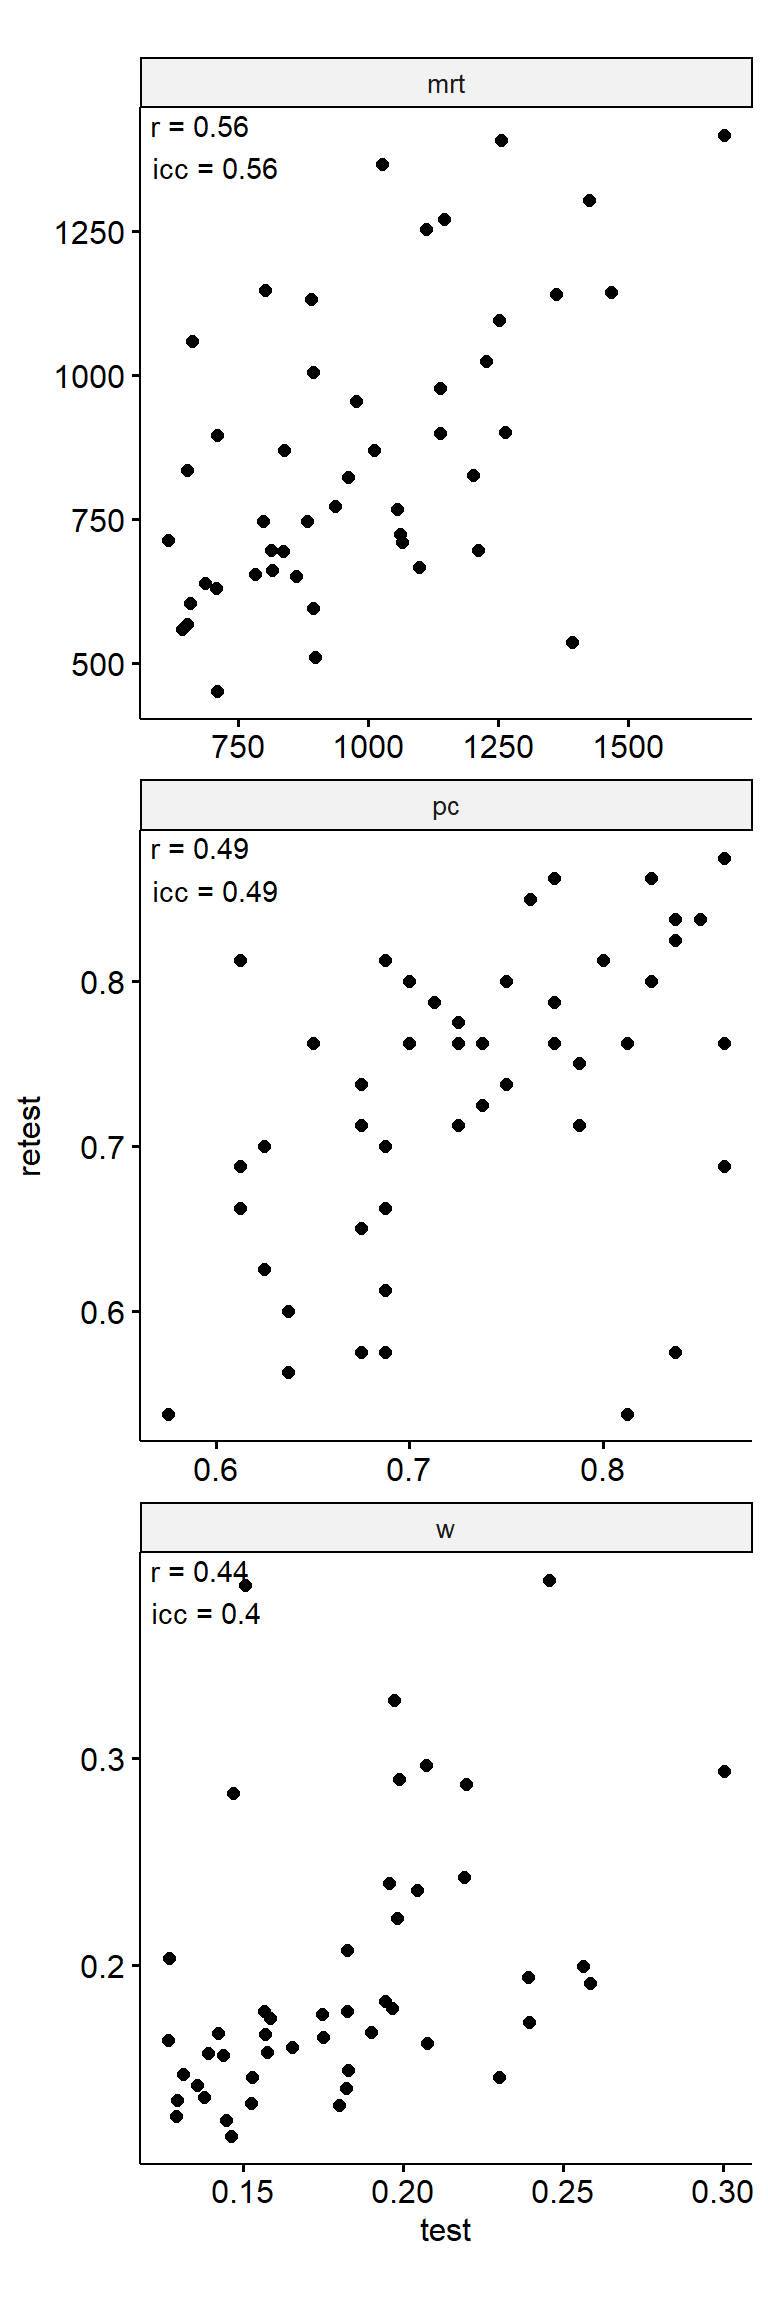 mrt
r = 0.56
icc = 0.56
1250
1000
750
500
750 1000 1250 1500
pc
r = 0.49
icc = 0.49
0.8
0.7
0.6
0.6 0.7 0.8
retest
w
r = 0.44
icc = 0.4
0.3
0.2
0.15 0.20 0.25 0.30
test